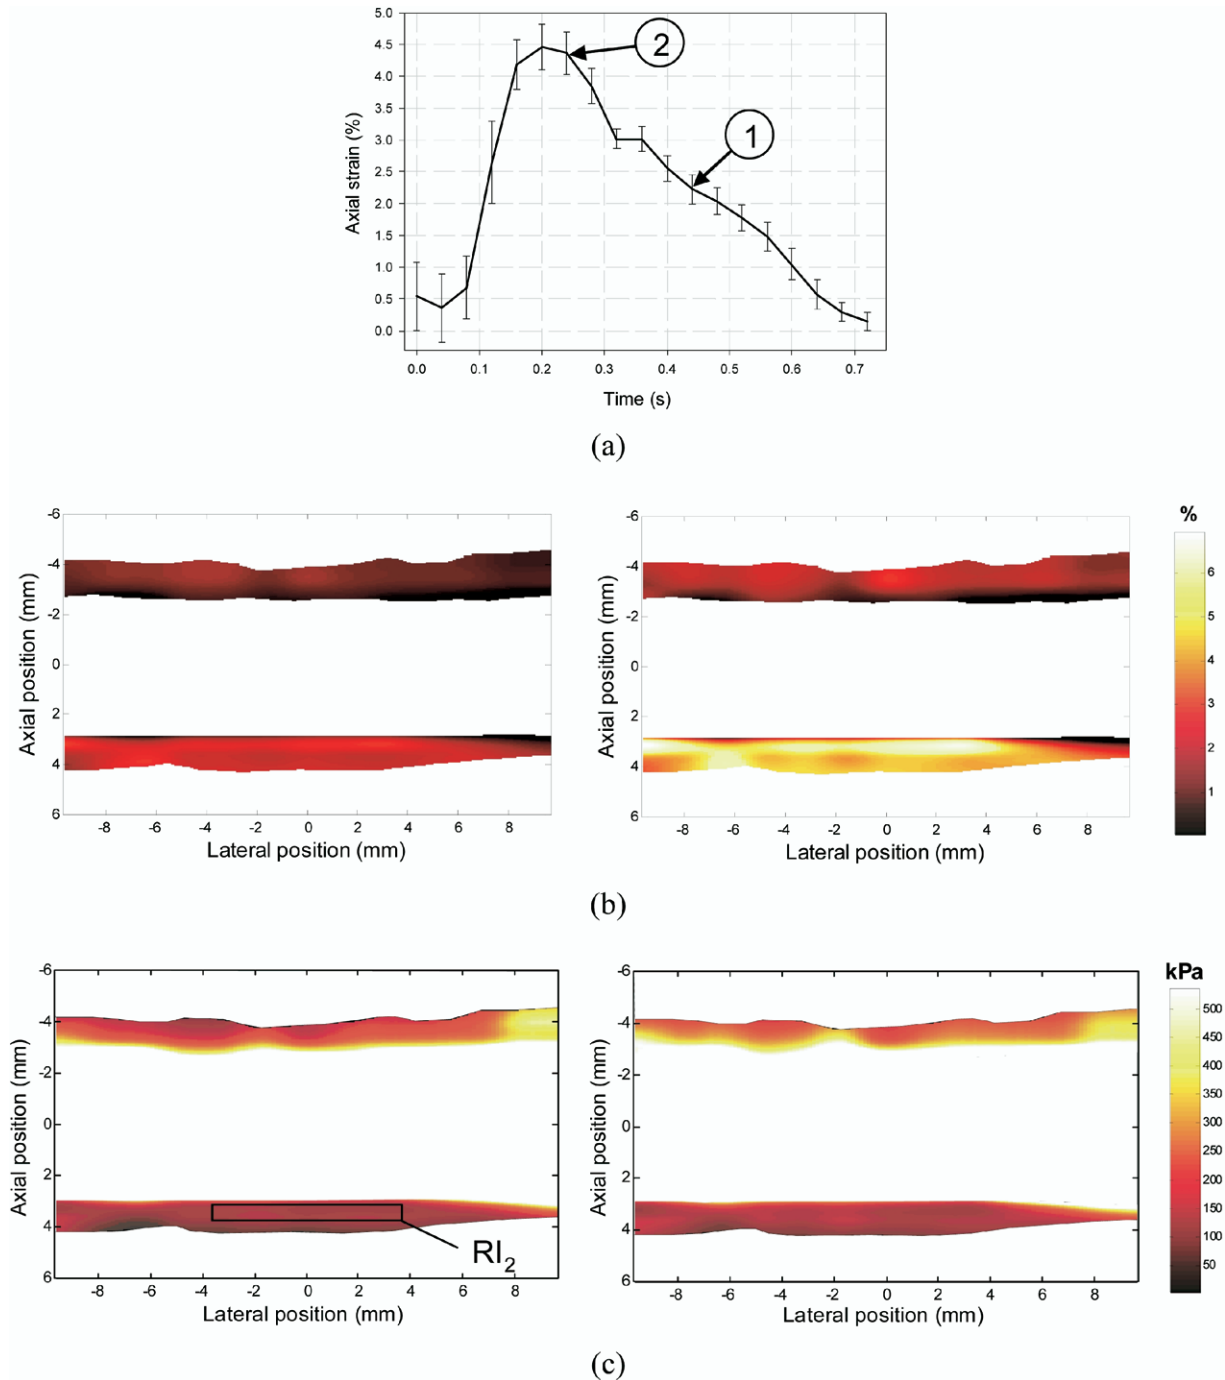 5.0
4.5
4.0
3.5
3.0
2.5
2.0
1.5
1.0
0.5
0.0
Axial strain (%)
2
1
0.0 0.1 0.2 0.3 0.4 0.5 0.6 0.7
Time (s)
(a)
-6
-4
-2
0
2
4
6
Axial position (mm)
-8 -6 -4 -2 0 2 4 6 8
Lateral position (mm)
-6
-4
-2
0
2
4
6
Axial position (mm)
-8 -6 -4 -2 0 2 4 6 8
Lateral position (mm)
%
6
5
4
3
2
1
(b)
-6
-4
-2
0
2
4
6
Axial position (mm)
RI2
-8 -6 -4 -2 0 2 4 6 8
Lateral position (mm)
-6
-4
-2
0
2
4
6
Axial position (mm)
-8 -6 -4 -2 0 2 4 6 8
Lateral position (mm)
kPa
500
450
400
350
300
250
200
150
100
50
(c)